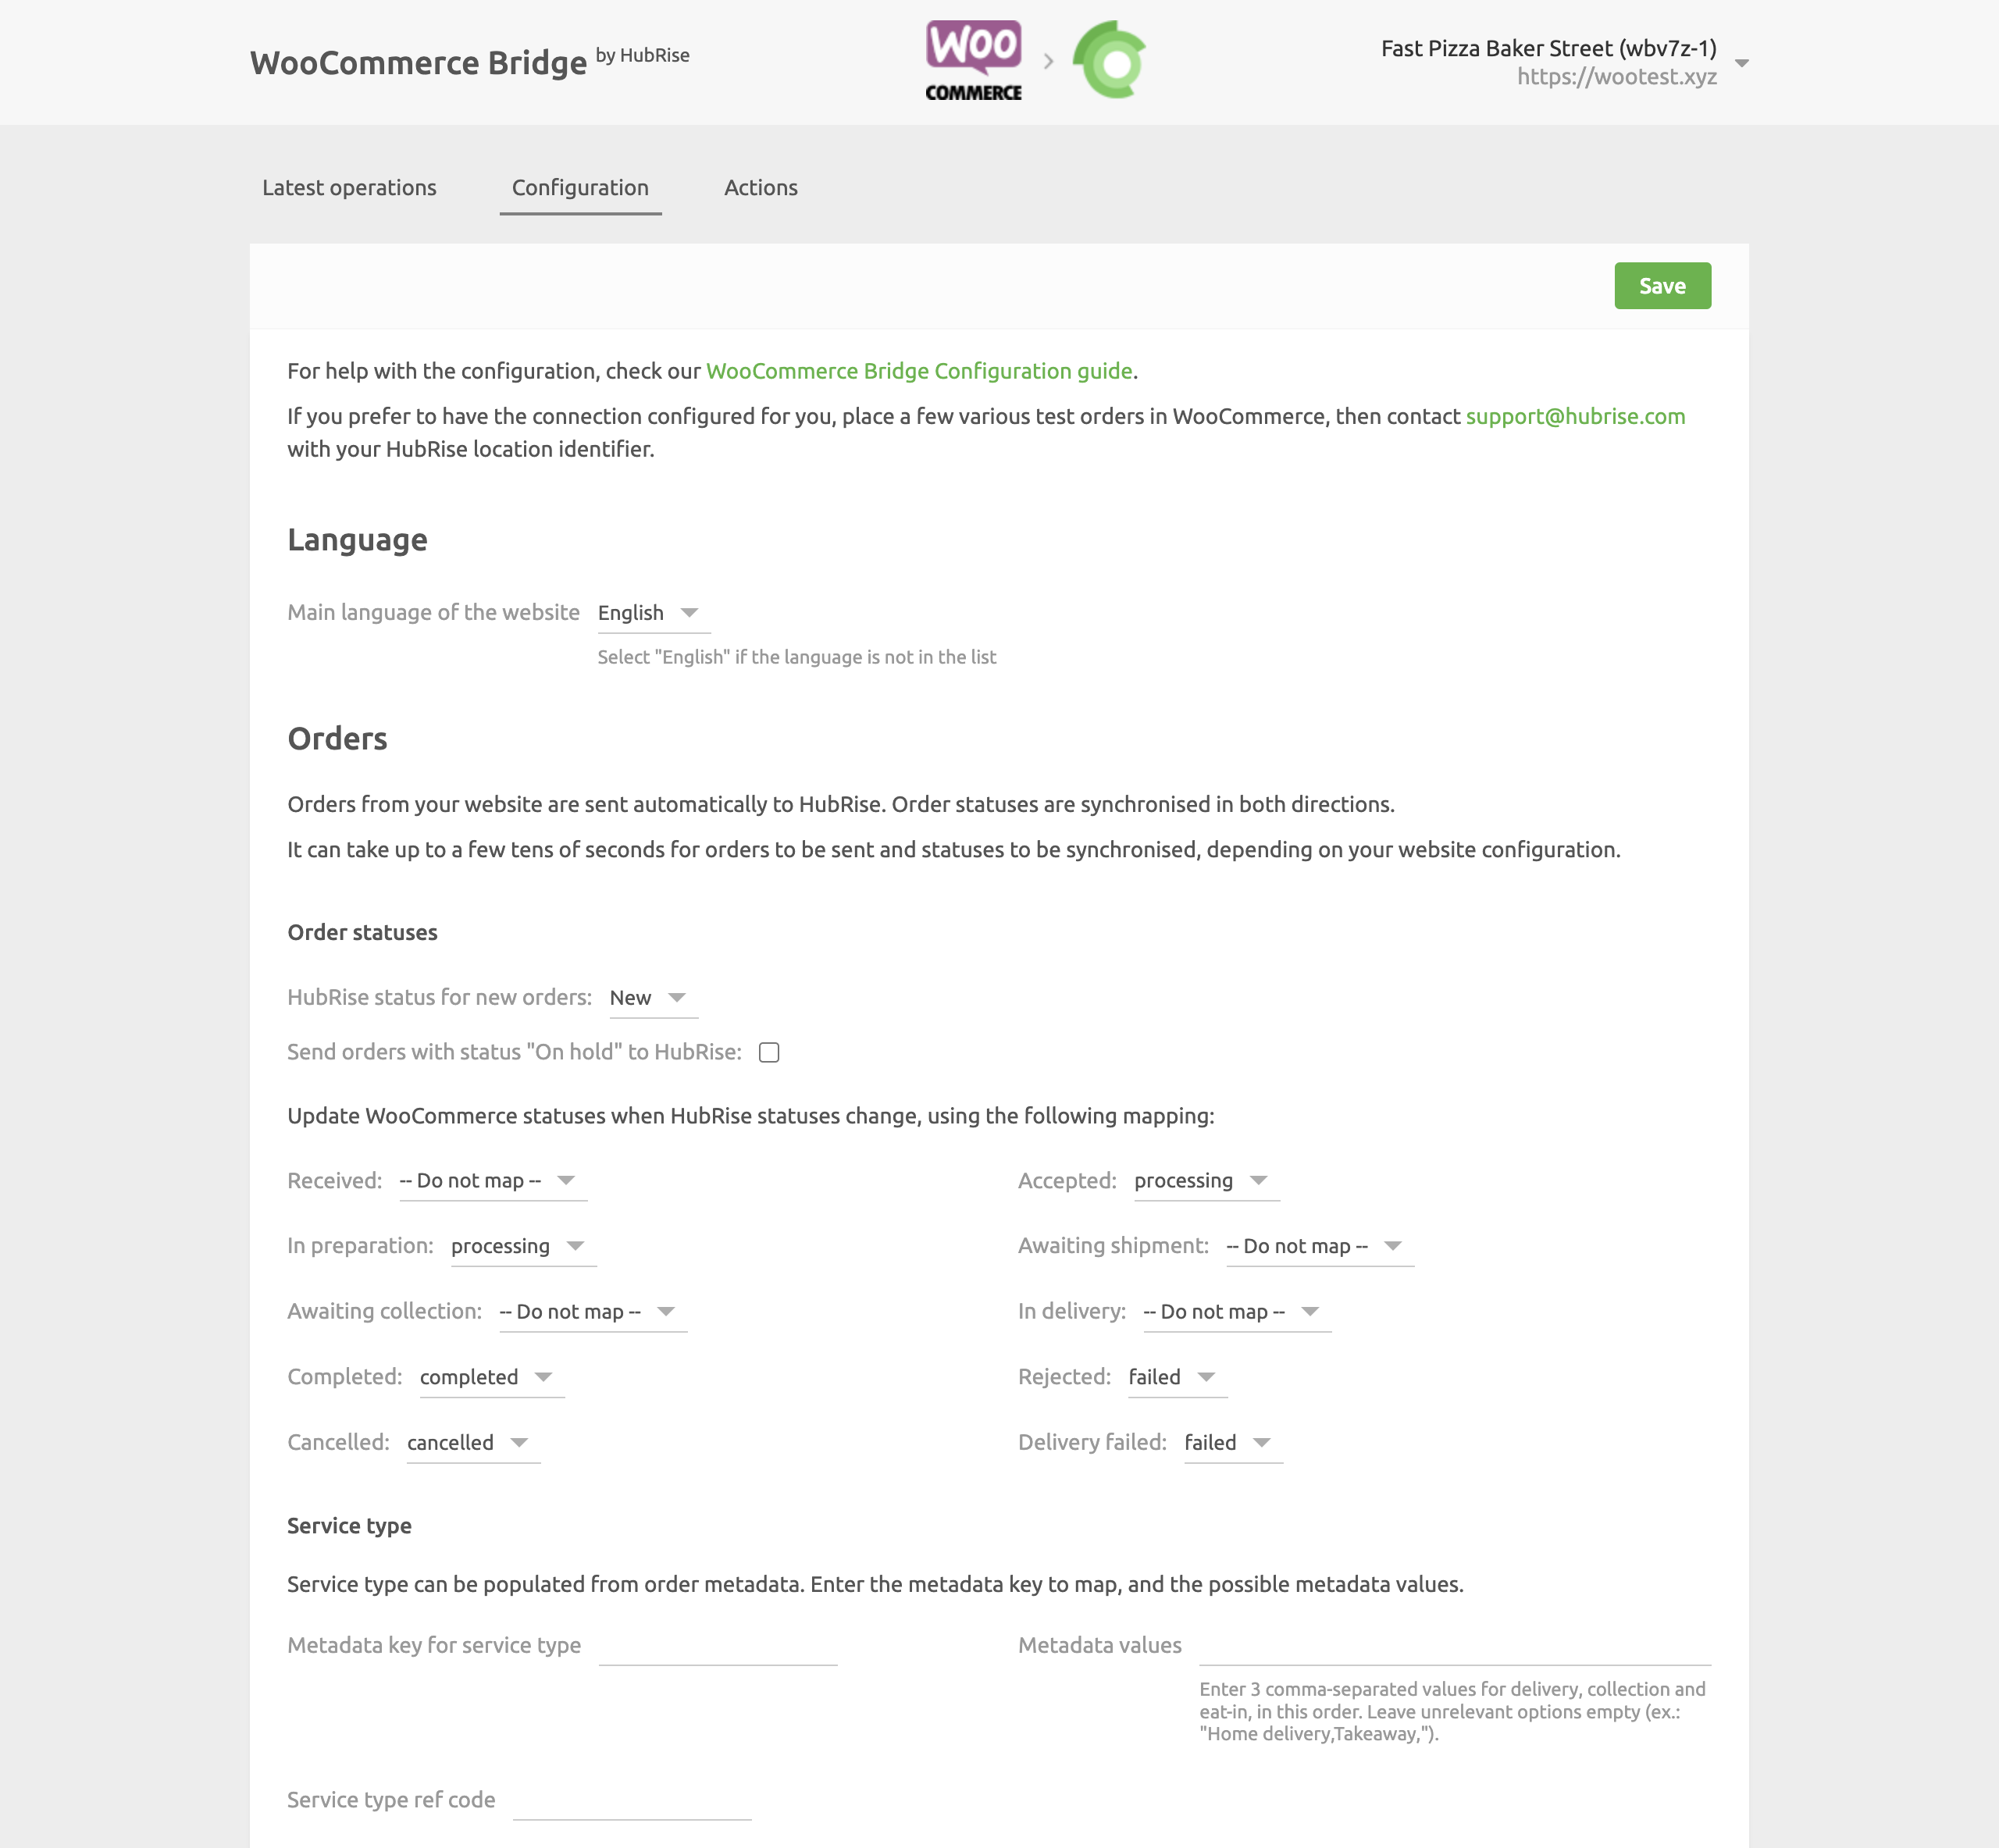 WooCommerce Bridge by HubRise
Woo
COMMERCE
Fast Pizza Baker Street (wbv7z-1)
https://wootest.xyz
Latest operations
Configuration
Actions
Save
For help with the configuration, check our WooCommerce Bridge Configuration guide.
If you prefer to have the connection configured for you, place a few various test orders in WooCommerce, then contact support@hubrise.com
with your HubRise location identifier.
Language
Main language of the website English
Select "English" if the language is not in the list
Orders
Orders from your website are sent automatically to HubRise. Order statuses are synchronised in both directions.
It can take up to a few tens of seconds for orders to be sent and statuses to be synchronised, depending on your website configuration.
Order statuses
HubRise status for new orders: New
Send orders with status "On hold" to HubRise:
Update WooCommerce statuses when HubRise statuses change, using the following mapping:
Received: -- Do not map --
Accepted: processing
In preparation: processing
Awaiting shipment: -- Do not map --
Awaiting collection: -- Do not map --
In delivery: -- Do not map --
Completed: completed
Rejected: failed
Cancelled: cancelled
Delivery failed: failed
Service type
Service type can be populated from order metadata. Enter the metadata key to map, and the possible metadata values.
Metadata key for service type
Metadata values
Enter 3 comma-separated values for delivery, collection and
eat-in, in this order. Leave unrelevant options empty (ex.:
"Home delivery,Takeaway,").
Service type ref code